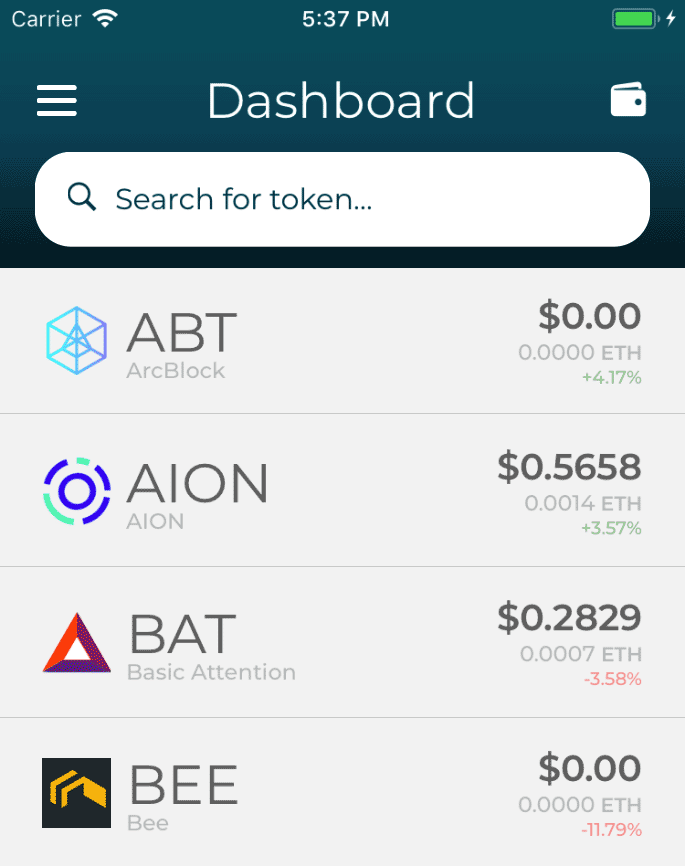 Carrier 5:37 PM
Dashboard
Search for token...
ABT
ArcBlock
$0.00
0.0000 ETH
+4.17%
AION
AION
$0.5658
0.0014 ETH
+3.57%
BAT
Basic Attention
$0.2829
0.0007 ETH
-3.58%
BEE
Bee
$0.00
0.0000 ETH
-11.79%